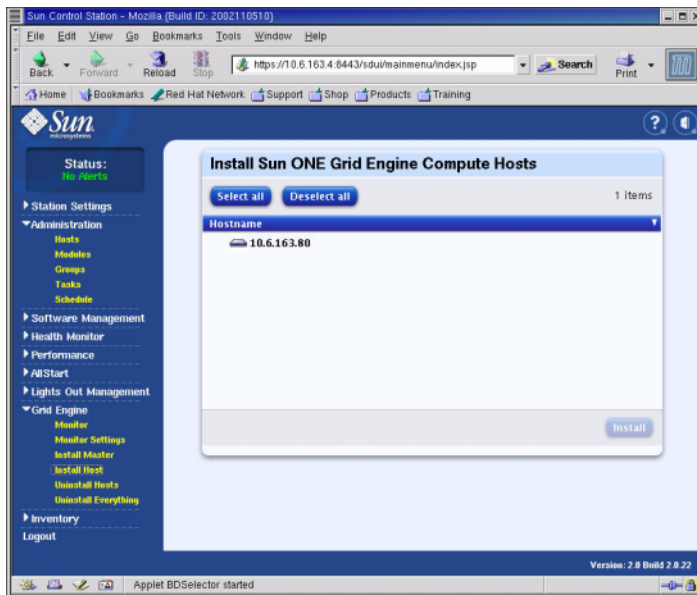 Sun Control Station - Mozilla {Build ID: 2002110510}
File Edit View Go Bookmarks Tools Window Help
Back Forward Reload Stop https://10.6.163.4:8443/sdui/mainmenu/index.jsp Search Print
Home Bookmarks Red Hat Network Support Shop Products Training
Sun
microsystems
Status:
No Alerts
Station Settings
Administration
Hosts
Modules
Groups
Tasks
Schedule
Software Management
Health Monitor
Performance
AllStart
Lights Out Management
Grid Engine
Monitor
Monitor Settings
Install Master
Install Host
Uninstall Hosts
Uninstall Everything
Inventory
Logout
Install Sun ONE Grid Engine Compute Hosts
Select all Deselect all 1 Items
Hostname
10.6.163.80
Install
Version: 2.0 Build 2.0.22
Applet BDSelector started